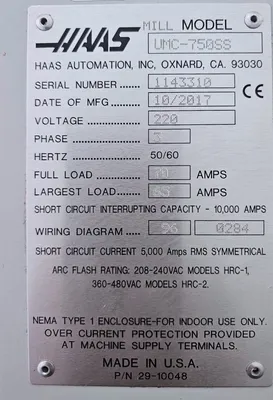 HAAS MILL MODEL
UMC-750SS
HAAS AUTOMATION, INC, OXNARD, CA. 93030
SERIAL NUMBER 1143310
DATE OF MFG 10/2017
VOLTAGE 220
PHASE 3
HERTZ 50/60
FULL LOAD 70 AMPS
LARGEST LOAD AMPS
SHORT CIRCUIT INTERRUPTING CAPACITY - 10,000 AMPS
WIRING DIAGRAM 96 0284
SHORT CIRCUIT CURRENT 5,000 Amps RMS SYMMETRICAL
ARC FLASH RATING: 208-240VAC MODELS HRC-1,
360-480VAC MODELS HRC-2.
NEMA TYPE 1 ENCLOSURE-FOR INDOOR USE ONLY.
OVER CURRENT PROTECTION PROVIDED
AT MACHINE SUPPLY TERMINALS.
MADE IN U.S.A.
P/N 29-10048
CE